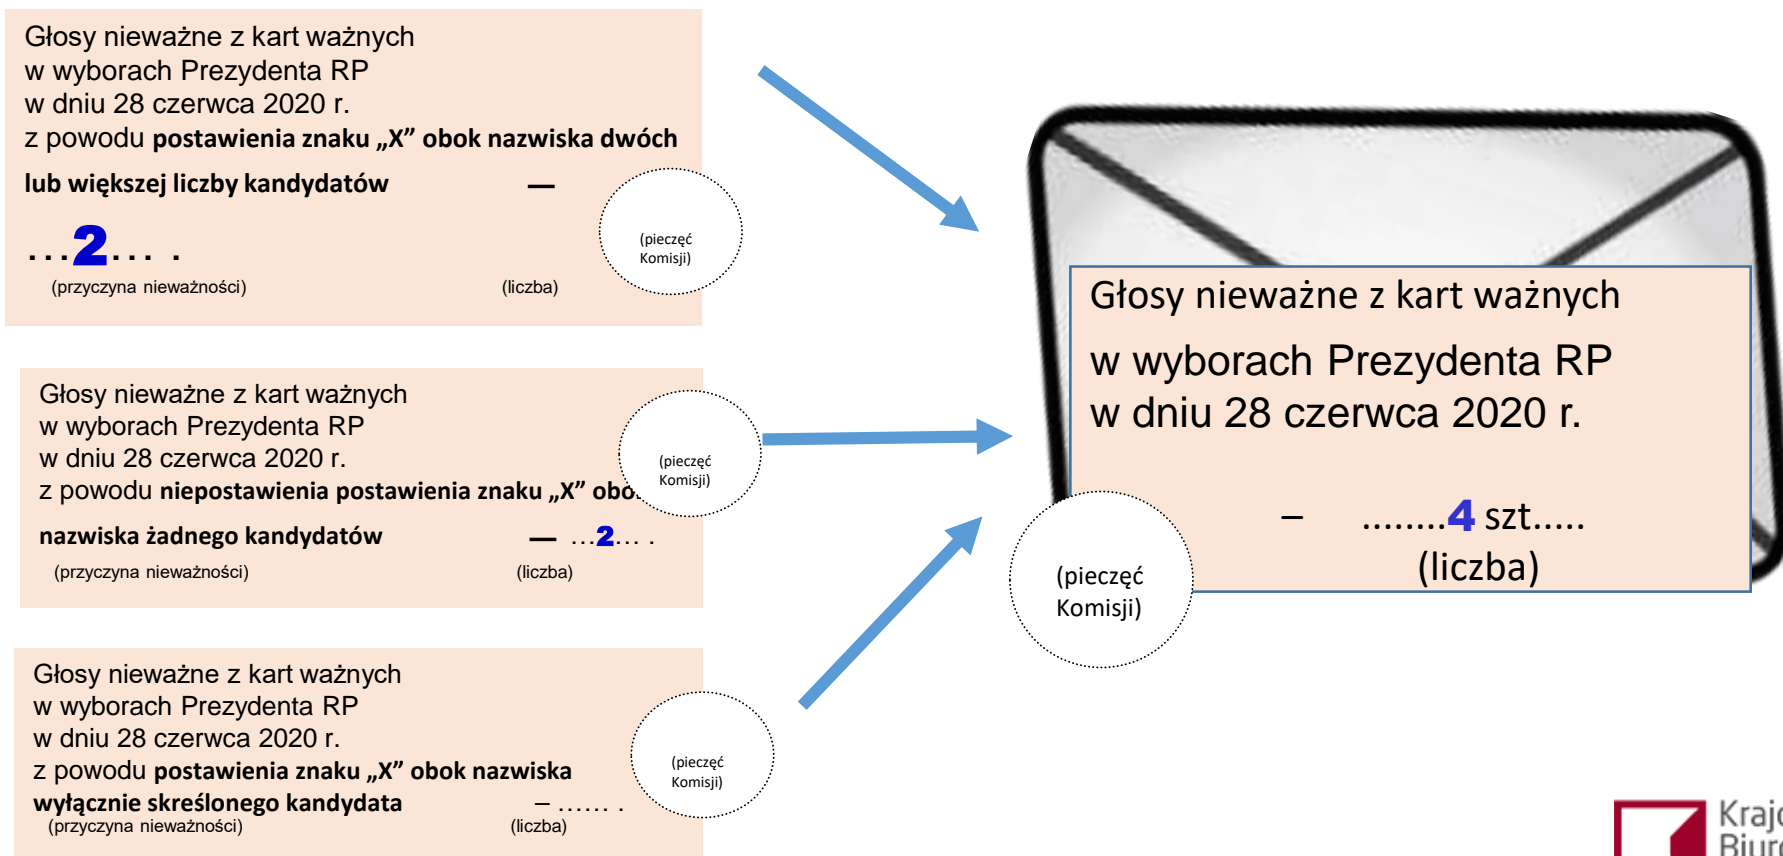 Głosy nieważne z kart ważnych
w wyborach Prezydenta RP
w dniu 28 czerwca 2020 r.
z powodu postawienia znaku „X” obok nazwiska dwóch
lub większej liczby kandydatów —
...2... .
(przyczyna nieważności) (liczba)
(pieczęć
Komisji)
Głosy nieważne z kart ważnych
w wyborach Prezydenta RP
w dniu 28 czerwca 2020 r.
z powodu niepostawienia postawienia znaku „X”
nazwiska żadnego kandydatów — ...2... .
(przyczyna nieważności) (liczba)
(pieczęć
Komisji)
Głosy nieważne z kart ważnych
w wyborach Prezydenta RP
w dniu 28 czerwca 2020 r.
z powodu postawienia znaku „X” obok nazwiska
wyłącznie skreślonego kandydata – ...... .
(przyczyna nieważności) (liczba)
(pieczęć
Komisji)
Głosy nieważne z kart ważnych
w wyborach Prezydenta RP
w dniu 28 czerwca 2020 r.
– ........4 szt.....
(liczba)
(pieczęć
Komisji)